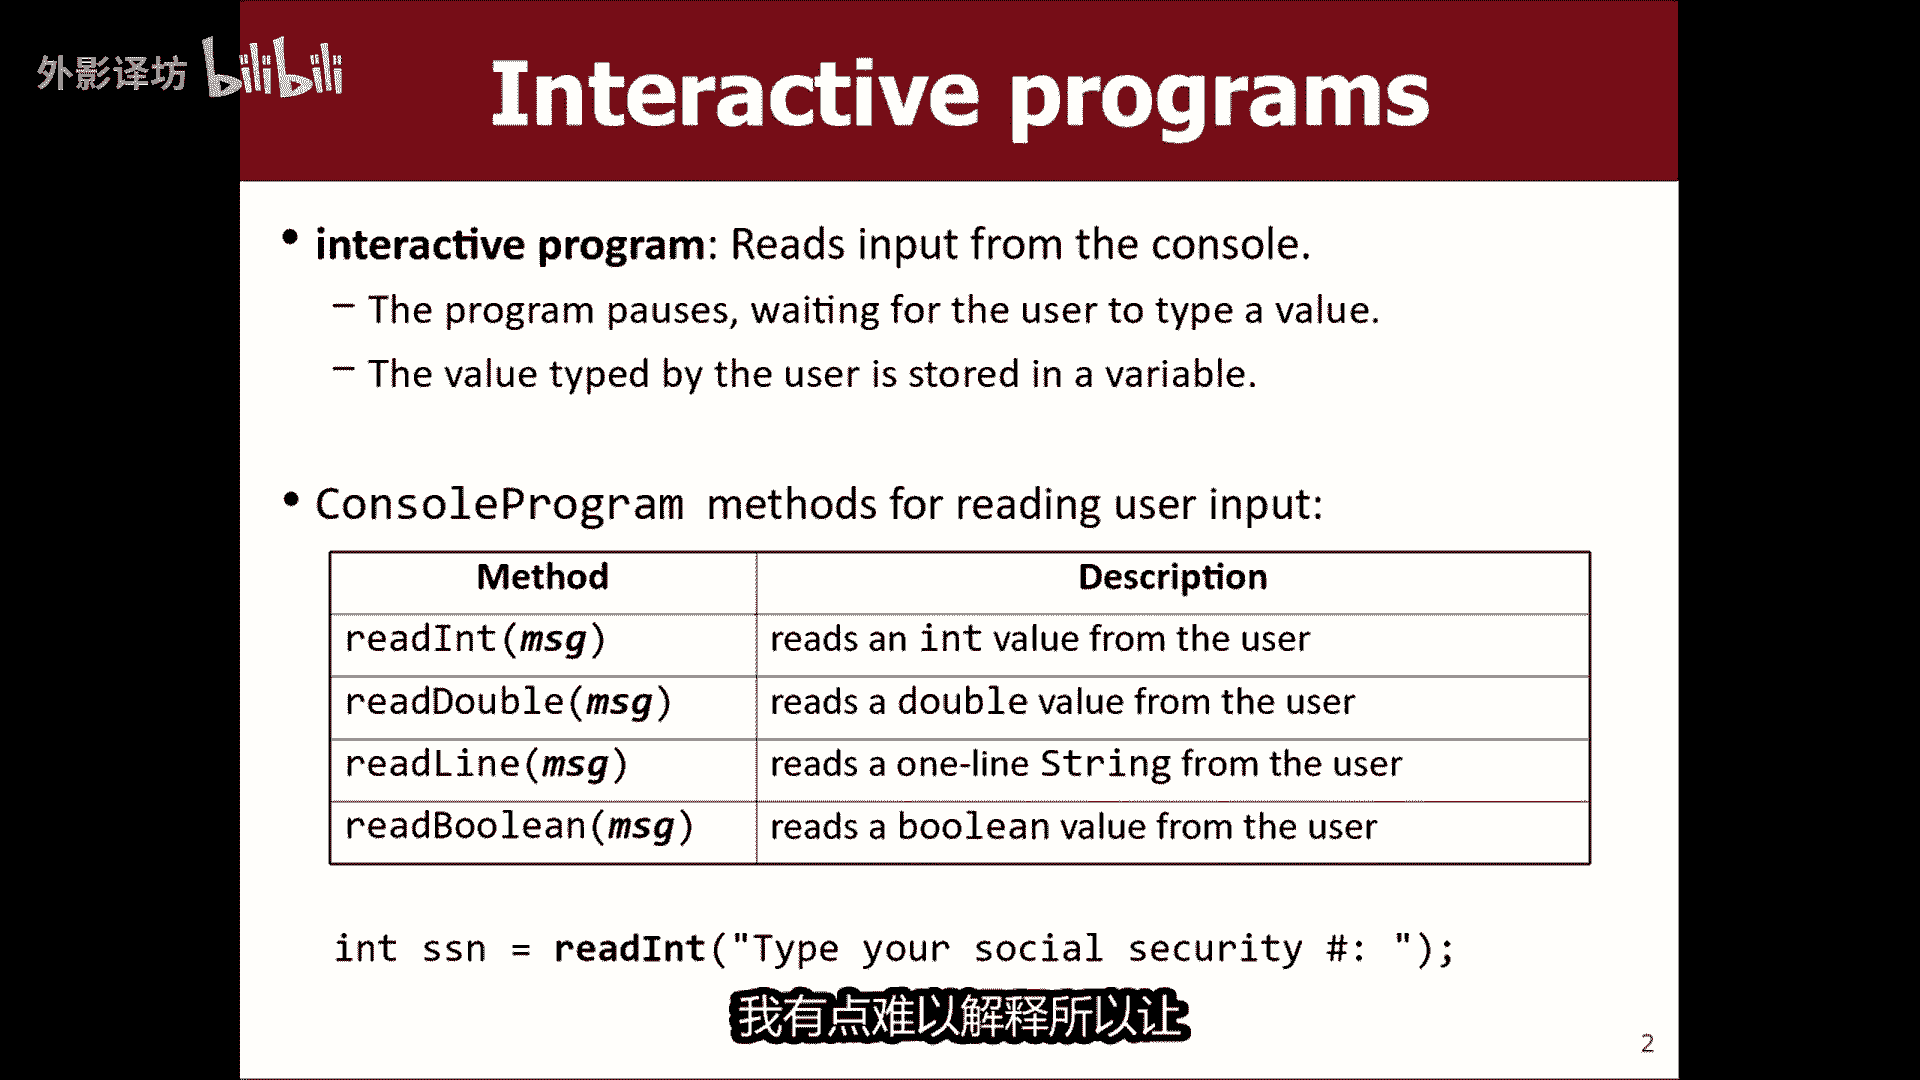 外影译坊 bilibili
Interactive programs
• interactive program: Reads input from the console.
– The program pauses, waiting for the user to type a value.
– The value typed by the user is stored in a variable.
• ConsoleProgram methods for reading user input:
Method Description
readInt(msg) reads an int value from the user
readDouble(msg) reads a double value from the user
readLine(msg) reads a one-line String from the user
readBoolean(msg) reads a boolean value from the user
int ssn = readInt("Type your social security #: ");
我有点难以解释所以让
2